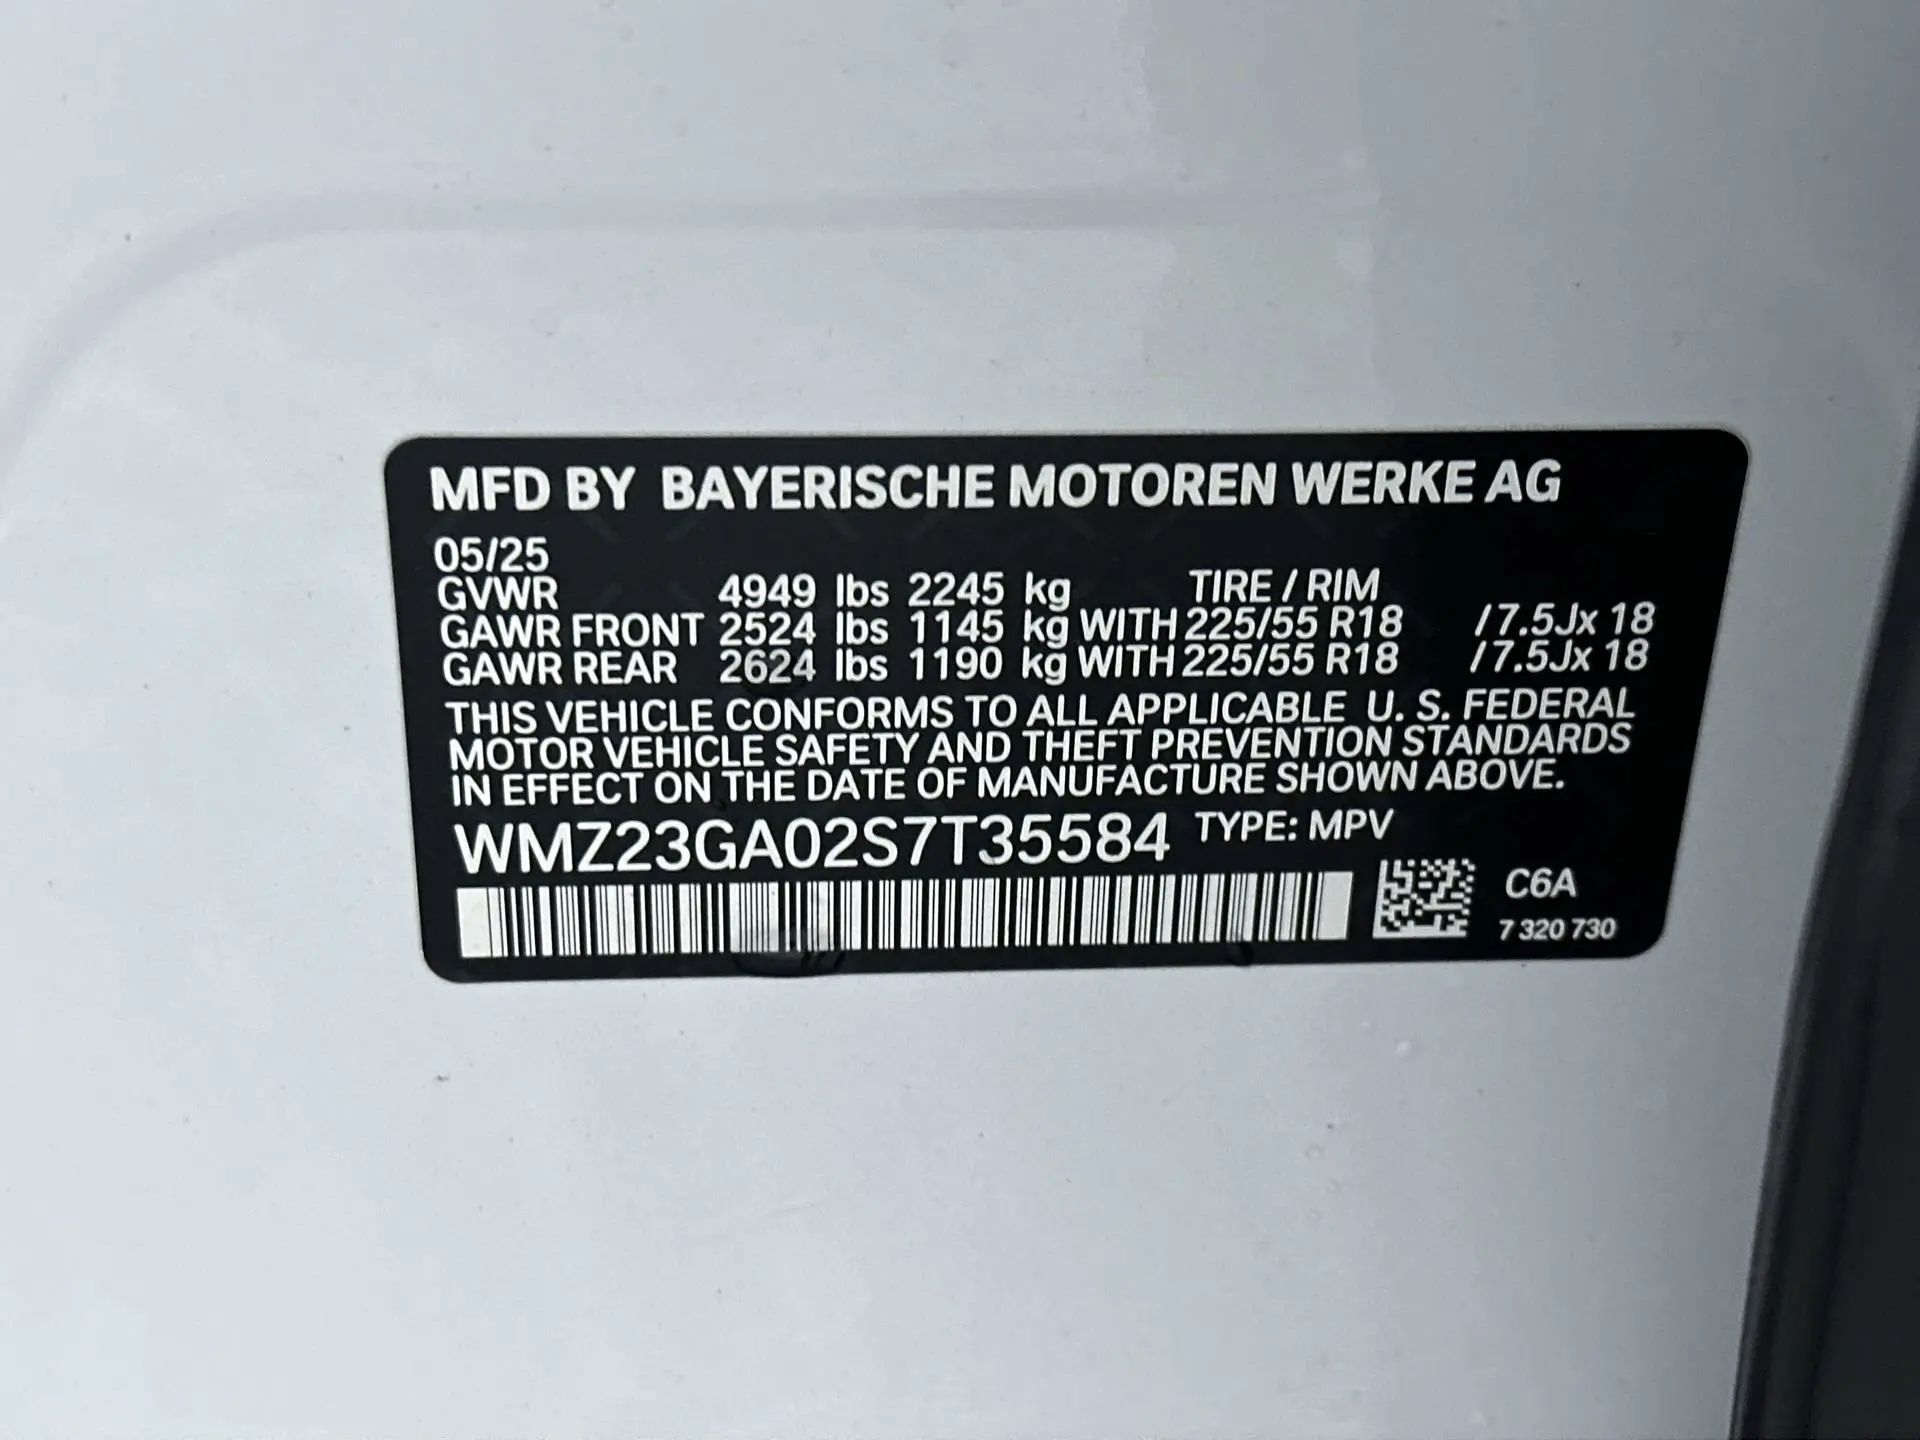 MFD BY BAYERISCHE MOTOREN WERKE AG
05/25
GVWR 4949 lbs 2245 kg TIRE / RIM
GAWR FRONT 2524 lbs 1145 kg WITH 225/55 R18 /7.5Jx 18
GAWR REAR 2624 lbs 1190 kg WITH 225/55 R18 /7.5Jx 18
THIS VEHICLE CONFORMS TO ALL APPLICABLE U. S. FEDERAL
MOTOR VEHICLE SAFETY AND THEFT PREVENTION STANDARDS
IN EFFECT ON THE DATE OF MANUFACTURE SHOWN ABOVE.
WMZ23GA02S7T35584 TYPE: MPV
C6A
7 320 730